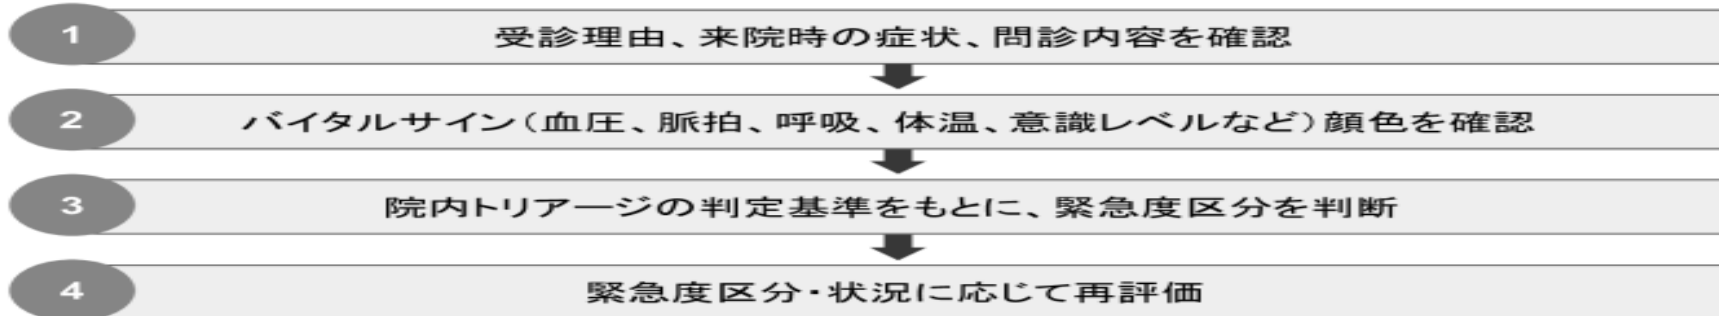 1 受診理由、来院時の症状、問診内容を確認
2 バイタルサイン(血圧、脈拍、呼吸、体温、意識レベルなど)顔色を確認
3 院内トリアージの判定基準をもとに、緊急度区分を判断
4 緊急度区分・状況に応じて再評価